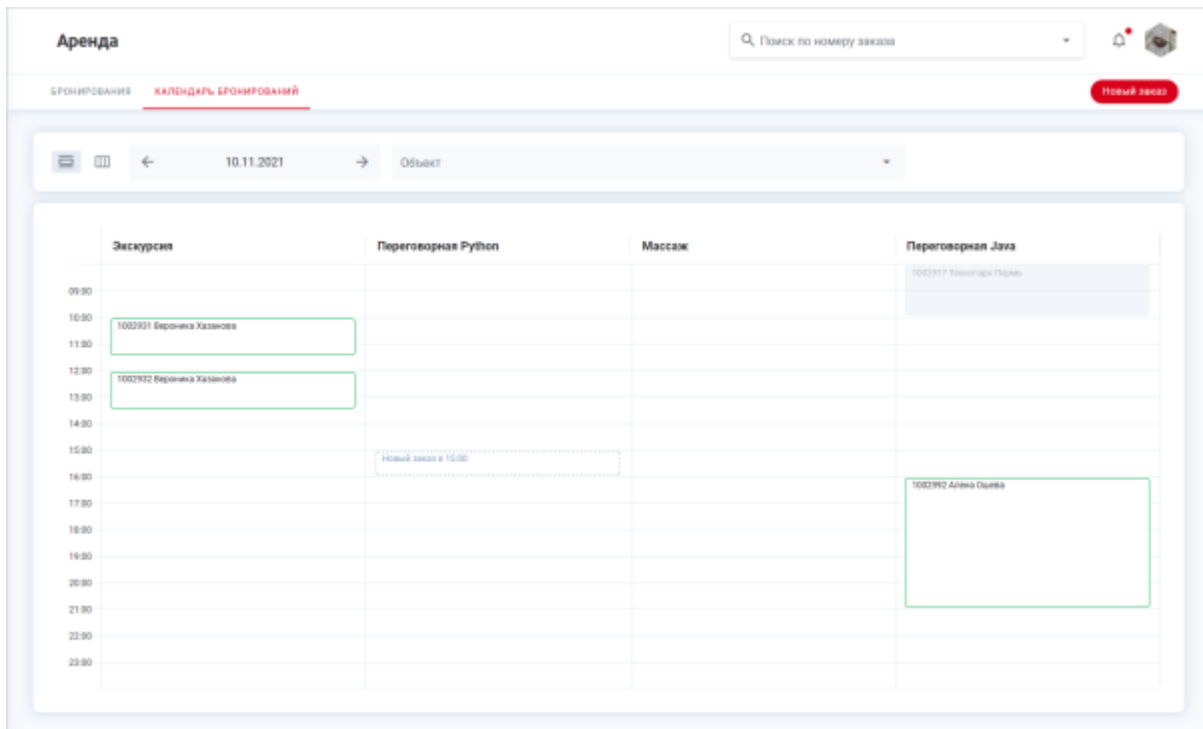 Аренда
Поиск по номеру заказа
БРОНИРОВАНИЯ КАЛЕНДАРЬ БРОНИРОВАНИЙ
Новый заказ
10.11.2021
Объект
Экскурсия Переговорная Python Массаж Переговорная Java
1002917 Технопарк Пермь
09:00
10:00
1002931 Вероника Хазанова
11:00
12:00
1002932 Вероника Хазанова
13:00
14:00
15:00
Новый заказ в 15:00
16:00
1002992 Алена Ощева
17:00
18:00
19:00
20:00
21:00
22:00
23:00